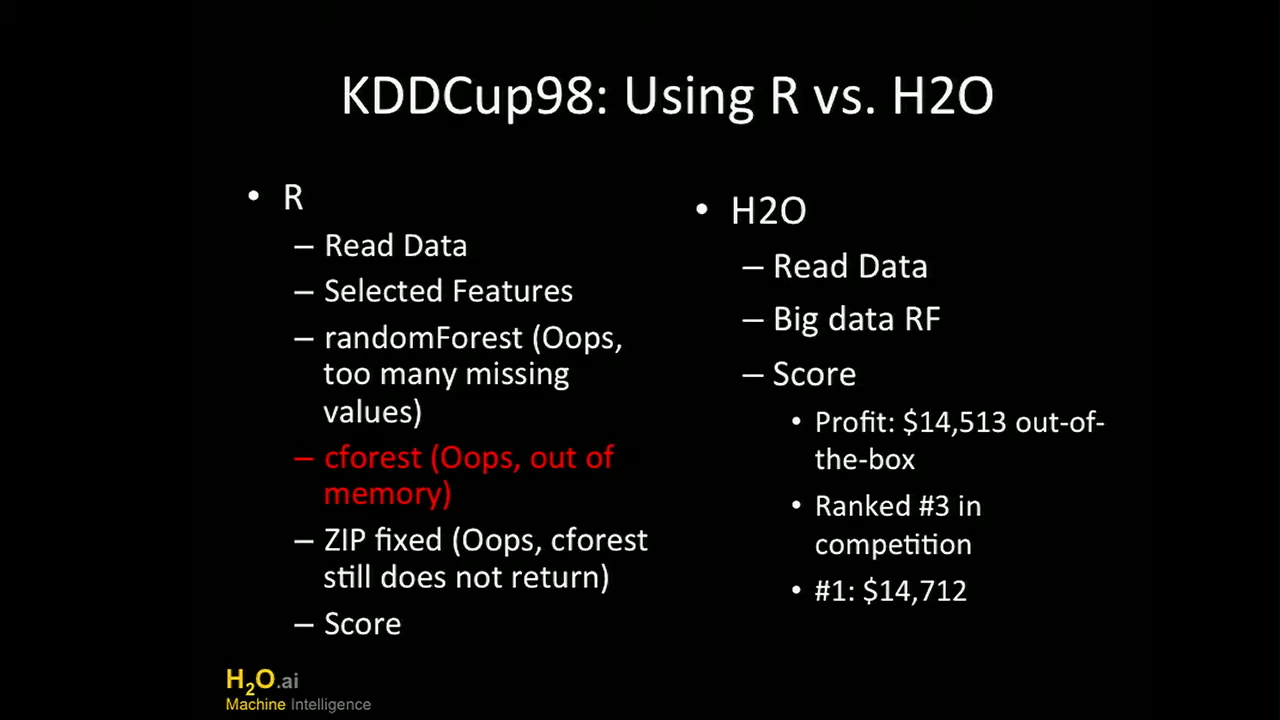 KDDCup98: Using R vs. H2O
• R
– Read Data
– Selected Features
– randomForest (Oops,
too many missing
values)
– cforest (Oops, out of
memory)
– ZIP fixed (Oops, cforest
still does not return)
– Score
• H2O
– Read Data
– Big data RF
– Score
• Profit: $14,513 out-of-
the-box
• Ranked #3 in
competition
• #1: $14,712
H2O.ai
Machine Intelligence